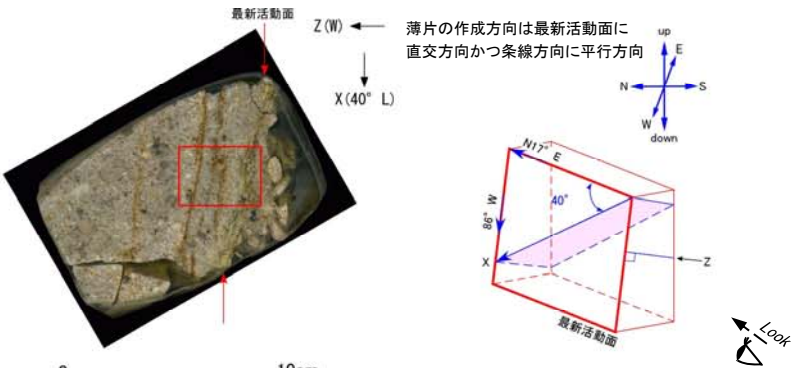 最新活動面
Z(W)
X(40° L)
薄片の作成方向は最新活動面に
直交方向かつ条線方向に平行方向
up
E
N
S
W
down
N17° E
40°
86° W
X
Z
最新活動面
Look
10cm